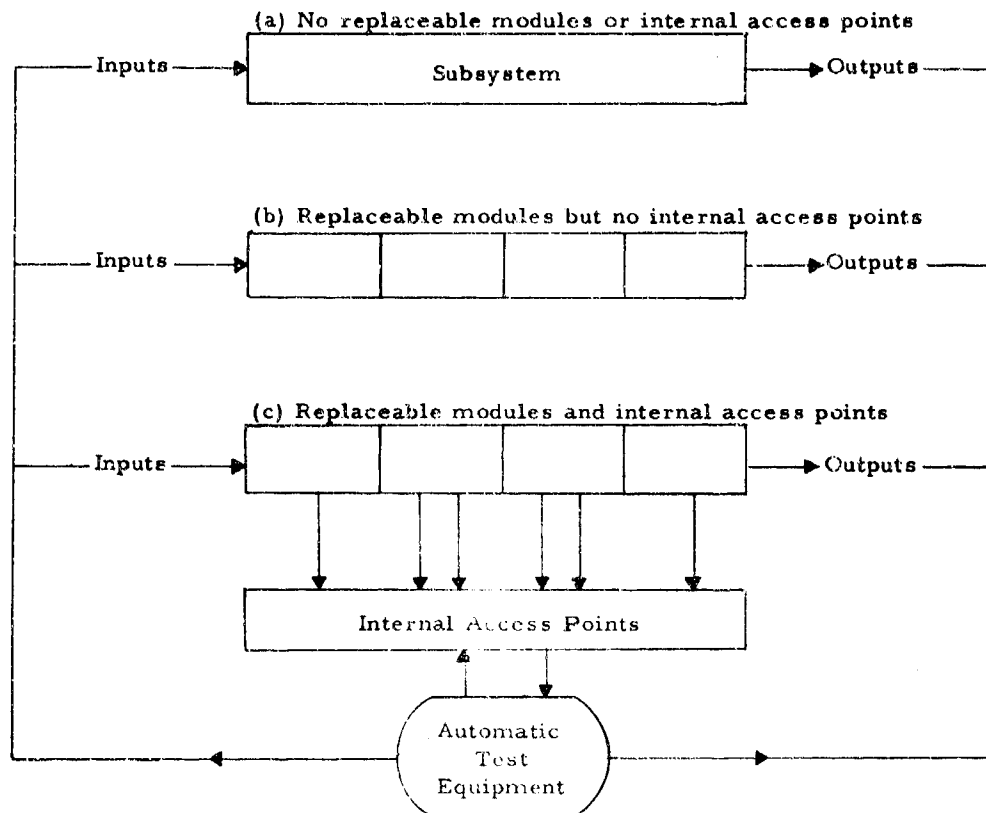 (a) No replaceable modules or internal access points
Inputs
Subsystem
Outputs
(b) Replaceable modules but no internal access points
Inputs
Outputs
(c) Replaceable modules and internal access points
Inputs
Outputs
Internal Access Points
Automatic
Test
Equipment